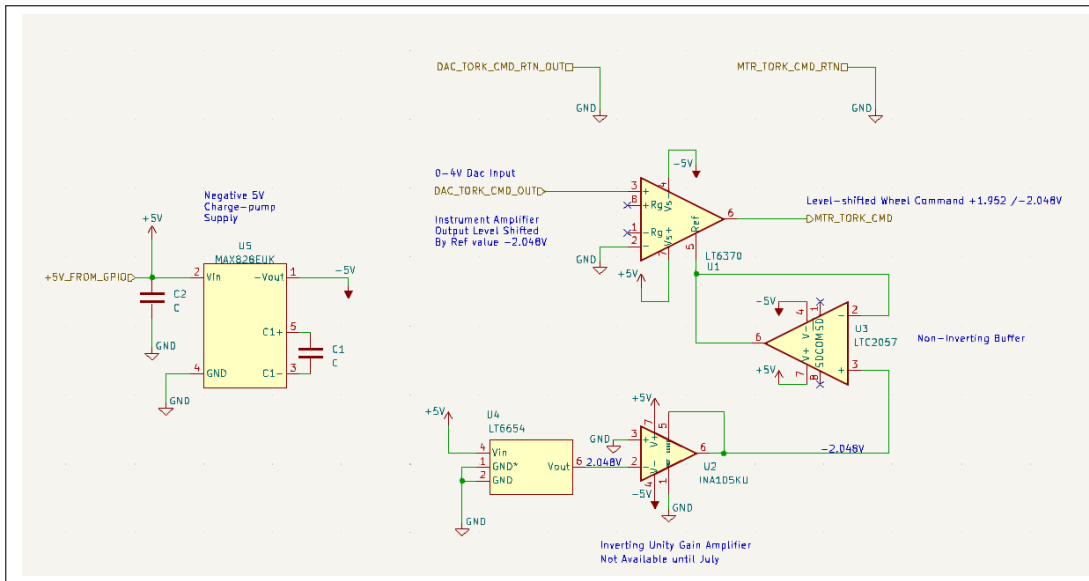 DAC_TORK_CMD_RTN_OUT
GND
MTR_TORK_CMD_RTN
GND
0-4V Dac Input
DAC_TORK_CMD_OUT
Instrument Amplifier
Output Level Shifted
By Ref value -2.048V
-5V
3
+
8
+Rg
1
-Rg
2
-
4
Vs-
Vs+
7
Ref
5
6
GND
+5V
LT6370
U1
Level-shifted Wheel Command +1.952 /-2.048V
MTR_TORK_CMD
Negative 5V
Charge-pump
Supply
+5V
U5
MAX828EUK
+5V_FROM_GPIO
2
Vin
-Vout
1
-5V
C2
C
GND
C1+
5
C1-
3
C1
C
4
GND
GND
-5V
4
V-
1
SD
SDCOM
V+
7
8
6
-
2
+
3
+5V
U3
LTC2057
Non-Inverting Buffer
+5V
U4
LT6654
4
Vin
1
GND*
2
GND
Vout
6
2.048V
GND
+5V
GND
7
5
3
+
V+
2
-
V-
4
1
6
-5V
GND
U2
INA105KU
-2.048V
Inverting Unity Gain Amplifier
Not Available until July